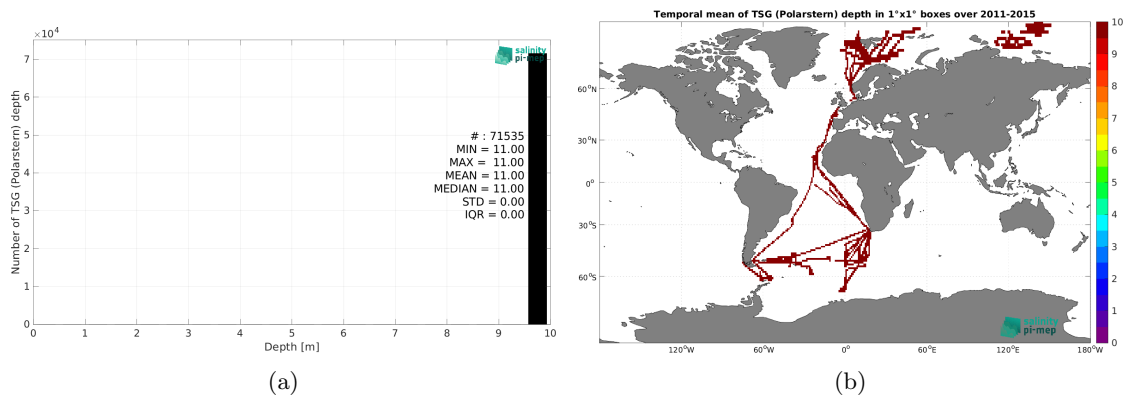 ×10⁴
7
6
5
4
3
2
1
0
Number of TSG (Polarstern) depth
salinity
pi-mep
# : 71535
MIN = 11.00
MAX = 11.00
MEAN = 11.00
MEDIAN = 11.00
STD = 0.00
IQR = 0.00
0 1 2 3 4 5 6 7 8 9 10
Depth [m]
(a)
Temporal mean of TSG (Polarstern) depth in 1°x1° boxes over 2011-2015
60°N
30°N
0°
30°S
60°S
120°W 60°W 0° 60°E 120°E 180°W
salinity
pi-mep
10
9
8
7
6
5
4
3
2
1
0
(b)